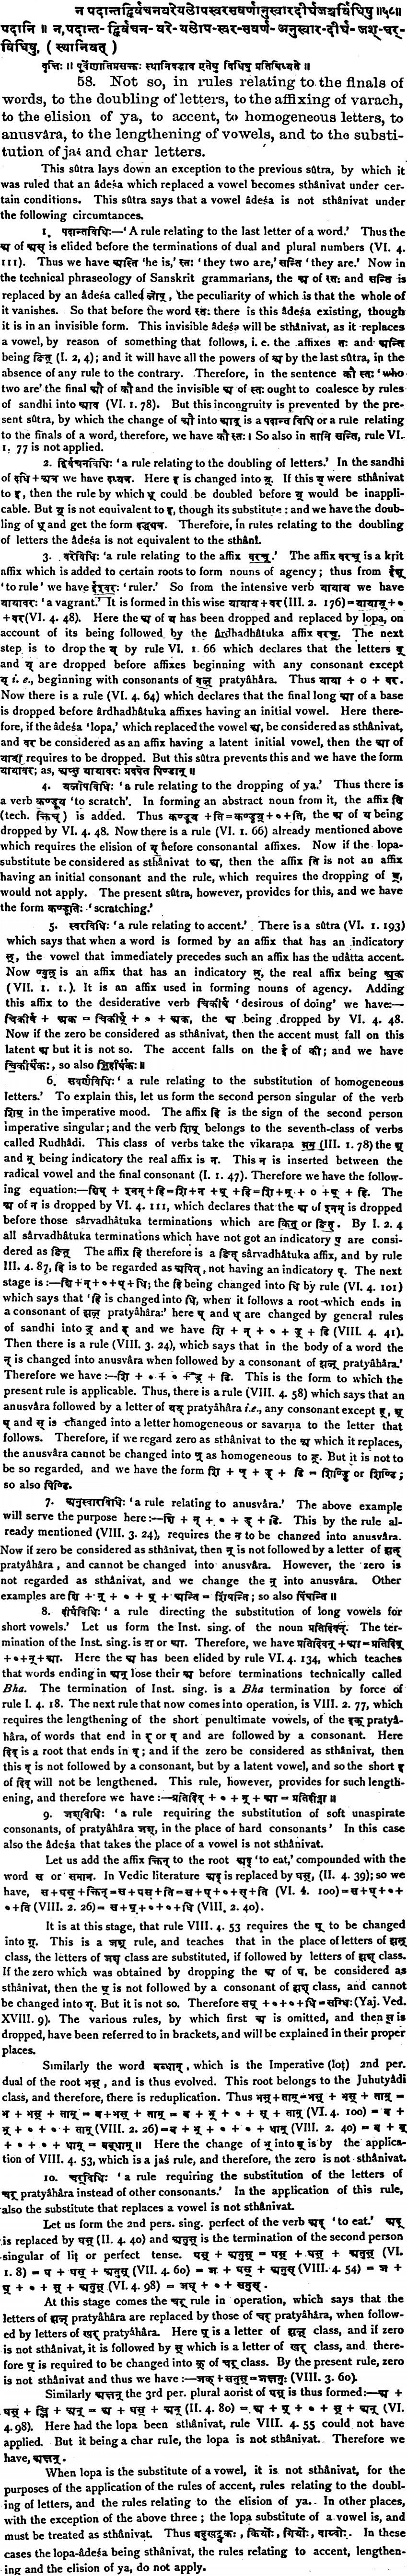 न पदान्तद्विर्वचनवरेयलोपस्वरसवर्णानुस्वारदीर्घजश्चर्विधिषु ॥५८॥
पदानि ॥ न, पदान्त-द्विर्वचन- वरे-यलोप-स्वर-सवर्ण-अनुस्वार-दीर्घ-जश्-चर्-
विधिषु, ( स्थानिवत् )
वृत्तिः ॥ पूर्वेणातिप्रसक्तः स्थानिवद्भाव एतेषु विधिषु प्रतिषिध्यते ॥
58. Not so, in rules relating to the finals of
words, to the doubling of letters, to the affixing of varach,
to the elision of ya, to accent, to homogeneous letters, to
anusvâra, to the lengthening of vowels, and to the substi-
tution of jaś and char letters.
This sûtra lays down an exception to the previous sûtra, by which it
was ruled that an âdeśa which replaced a vowel becomes sthânivat under cer-
tain conditions. This sûtra says that a vowel âdeśa is not sthânivat under
the following circumtances.
1. पदान्तविधिः—'A rule relating to the last letter of a word.' Thus the
अ of अस् is elided before the terminations of dual and plural numbers (VI. 4.
111). Thus we have अस्ति 'he is,' स्तः 'they two are,' सन्ति 'they are.' Now in
the technical phraseology of Sanskrit grammarians, the अ of स्तः and सन्ति is
replaced by an âdeśa called लोप, the peculiarity of which is that the whole of
it vanishes. So that before the word स्तः there is this âdeśa existing, though
it is in an invisible form. This invisible âdeśa will be sthânivat, as it replaces
a vowel, by reason of something that follows, i. e. the affixes तः and अन्ति
being ङित् (I. 2, 4); and it will have all the powers of अ by the last sûtra, in the
absence of any rule to the contrary. Therefore, in the sentence कौ स्तः 'who
two are' the final औ of कौ and the invisible अ of स्तः ought to coalesce by rules
of sandhi into आव (VI. 1. 78). But this incongruity is prevented by the pre-
sent sûtra, by which the change of औ into आव् is a पदान्त विधि or a rule relating
to the finals of a word, therefore, we have कौ स्तः । So also in तानि सन्ति, rule VI.
1. 77 is not applied.
2. द्विर्वचनविधिः 'a rule relating to the doubling of letters.' In the sandhi
of दधि + अत्र we have दध्यत्र. Here इ is changed into य्. If this य् were sthânivat
to इ, then the rule by which ध् could be doubled before य् would be inappli-
cable. But य् is not equivalent to इ, though its substitute : and we have the doub-
ling of ध् and get the form दद्ध्यत्र. Therefore, in rules relating to the doubling
of letters the âdeśa is not equivalent to the sthâni.
3. वरेविधिः 'a rule relating to the affix वरच्.' The affix वरच् is a krit
affix which is added to certain roots to form nouns of agency ; thus from ईश्
'to rule' we have ईश्वरः 'ruler.' So from the intensive verb यायाय we have
यायावरः 'a vagrant.' It is formed in this wise यायाय + वर (III. 2. 176)=यायाय् + ०
+वर (VI. 4. 48). Here the अ of य has been dropped and replaced by lopa, on
account of its being followed by the Ârdhadhâtuka affix वरच्. The next
step is to drop the य् by rule VI. 1. 66 which declares that the letters व्
and य् are dropped before affixes beginning with any consonant except
य् i. e., beginning with consonants of वल् pratyâhâra. Thus याया + ० + वर.
Now there is a rule (VI. 4. 64) which declares that the final long आ of a base
is dropped before ârdhadhâtuka affixes having an initial vowel. Here there-
fore, if the âdeśa 'lopa,' which replaced the vowel अ, be considered as sthânivat,
and वर be considered as an affix having a latent initial vowel, then the आ of
याया requires to be dropped. But this sûtra prevents this and we have the form
यायावरः; as, अप्सु यायावरः प्रवपेत पिण्डान् ॥
4. यलोपविधिः 'a rule relating to the dropping of ya.' Thus there is
a verb कण्डूय 'to scratch'. In forming an abstract noun from it, the affix ति
(tech. क्तिच्) is added. Thus कण्डूय +ति=कण्डूय्+०+ति, the अ of य being
dropped by VI. 4. 48. Now there is a rule (VI. 1. 66) already mentioned above
which requires the elision of य् before consonantal affixes. Now if the lopa-
substitute be considered as sthânivat to अ, then the affix ति is not an affix
having an initial consonant and the rule, which requires the dropping of य्,
would not apply. The present sûtra, however, provides for this, and we have
the form कण्डूतिः 'scratching.'
5. स्वरविधिः 'a rule relating to accent.' There is a sûtra (VI. 1. 193)
which says that when a word is formed by an affix that has an indicatory
ल्, the vowel that immediately precedes such an affix has the udâtta accent.
Now ण्वुल् is an affix that has an indicatory ल्, the real affix being अक
(VII. 1. 1.). It is an affix used in forming nouns of agency. Adding
this affix to the desiderative verb चिकीर्ष 'desirous of doing' we have:—
चिकीर्ष + अक = चिकीर्ष् + ० + अक, the अ being dropped by VI. 4. 48.
Now if the zero be considered as sthânivat, then the accent must fall on this
latent अ but it is not so. The accent falls on the ई of की; and we have
चिकीर्षकः, so also जिहीर्षकः ॥
6. सवर्णविधिः ' a rule relating to the substitution of homogeneous
letters.' To explain this, let us form the second person singular of the verb
शिष् in the imperative mood. The affix हि is the sign of the second person
imperative singular; and the verb शिष् belongs to the seventh-class of verbs
called Rudhâdi. This class of verbs take the vikaraṇa श्नम् (III. 1. 78) the श्
and म् being indicatory the real affix is न. This न is inserted between the
radical vowel and the final consonant (I. 1. 47). Therefore we have the follow-
ing equation:—शिष् + श्नम्+हि=शि+न +ष् +हि=शि+न् + ० +ष् + हि. The
अ of न is dropped by VI. 4. 111, which declares that the अ of श्नम् is dropped
before those sârvadhâtuka terminations which are कित् or ङित्. By I. 2. 4
all sârvadhâtuka terminations which have not got an indicatory प् are consi-
dered as ङित् The affix हि therefore is a ङित् sârvadhâtuka affix, and by rule
III. 4. 87, हि is to be regarded as अपित्, not having an indicatory प्. The next
stage is :—शि+न्+०+ष्+धि; the हि being changed into धि by rule (VI. 4. 101)
which says that 'हि is changed into धि, when it follows a root which ends in
a consonant of झल् pratyâhâra:' here ष् and ध् are changed by general rules
of sandhi into ड् and ढ् and we have शि + न् + ० + ड् + ढि (VIII. 4. 41).
Then there is a rule (VIII. 3. 24), which says that in the body of a word the
न् is changed into anusvâra when followed by a consonant of झल् pratyâhâra.'
Therefore we have :—शि + ं + ० + ड् + ढि. This is the form to which the
present rule is applicable. Thus, there is a rule (VIII. 4. 58) which says that an
anusvâra followed by a letter of यय् pratyâhâra i.e., any consonant except श्, ष्,
स् and ह् is changed into a letter homogeneous or savarna to the letter that
follows. Therefore, if we regard zero as sthânivat to the अ which it replaces,
the anusvâra cannot be changed into ण् as homogeneous to ड्. But it is not to
be so regarded, and we have the form शि + ण् + ड् + ढि = शिण्ड्ढि or शिण्ढि ;
so also पिण्ढि.
7. अनुस्वारविधिः 'a rule relating to anusvâra.' The above example
will serve the purpose here :—शि + न् + ० + ड् + ढि. This by the rule al-
ready mentioned (VIII. 3. 24), requires the न to be changed into anusvâra.
Now if zero be considered as sthânivat, then न् is not followed by a letter of झल्
pratyâhâra , and cannot be changed into anusvâra. However, the zero is
not regarded as sthânivat, and we change the न् into anusvâra. Other
examples are शि + न् + ० + ष् + अन्ति = शिंषन्ति ; so also पिंषन्ति ॥
8. दीर्घविधिः ' a rule directing the substitution of long vowels for
short vowels.' Let us form the Inst. sing. of the noun प्रतिदिवन्. The ter-
mination of the Inst. sing. is टा or आ. Therefore, we have प्रतिदिवन् +आ=प्रतिदिव्
+०+न्+आ. Here the अ has been elided by rule VI. 4. 134, which teaches
that words ending in अन् lose their अ before terminations technically called
Bha. The termination of Inst. sing. is a Bha termination by force of
rule I. 4. 18. The next rule that now comes into operation, is VIII. 2. 77, which
requires the lengthening of the short penultimate vowels, of the इक् pratyâ-
hâra, of words that end in र् or व् and are followed by a consonant. Here
दिव् is a root that ends in व् ; and if the zero be considered as sthânivat, then
this व् is not followed by a consonant, but by a latent vowel, and so the short इ
of दिव् will not be lengthened. This rule, however, provides for such length-
ening, and therefore we have :—प्रतिदिव् + ० + न् + आ = प्रतिदीव्ना ॥
9. जश्विधिः 'a rule requiring the substitution of soft unaspirate
consonants, of pratyâhâra जश्, in the place of hard consonants' In this case
also the âdeśa that takes the place of a vowel is not sthânivat.
Let us add the affix क्तिन् to the root अद् 'to eat,' compounded with the
word स or समान. In Vedic literature अद् is replaced by घस्, (II. 4. 39); so we
have, स+घस्+क्तिन्=स+घस्+ति=स+घ्+०+स्+ति (VI. 4. 100)=स+घ्+०+
०+ति (VIII. 2. 26)= स+घ्+०+०+धि (VIII, 2. 40).
It is at this stage, that rule VIII. 4. 53 requires the घ् to be changed
into ग्. This is a जश् rule, and teaches that in the place of letters of झल्
class, the letters of जश् class are substituted, if followed by letters of झश् class.
If the zero which was obtained by dropping the अ of घ, be considered as
sthânivat, then the घ् is not followed by a consonant of झश् class, and cannot
be changed into ग्. But it is not so. Therefore सघ् +०+०+धि =सग्धिः (Yaj. Ved.
XVIII. 9). The various rules, by which first अ is omitted, and then स् is
dropped, have been referred to in brackets, and will be explained in their proper
places.
Similarly the word बब्धाम् , which is the Imperative (loṭ) 2nd per.
dual of the root भस् , and is thus evolved. This root belongs to the Juhutyâdi
class, and therefore, there is reduplication. Thus भस्+ताम्=भस् + भस् + ताम् =
भ + भस् + ताम् = ब+भस् + ताम् = ब + भ् + ० + स् + ताम् (VI. 4. 100) = ब +
भ् + ० + ० + ताम् (VIII. 2. 26) =ब + भ् + ० + ० + धाम् (VIII. 2. 40) = ब + ब्
+ ० + ० + धाम् = बब्धाम् ॥ Here the change of भ् into ब् is by the applica-
tion of VIII. 4. 53, which is a jaś rule, and therefore, the zero is not sthânivat.
10. चर्विधिः 'a rule requiring the substitution of the letters of
चर् pratyâhâra instead of other consonants.' In the application of this rule,
also the substitute that replaces a vowel is not sthânivat.
Let us form the 2nd pers. sing. perfect of the verb अद् 'to eat.' अद्
is replaced by घस् (II. 4. 40) and अतुस् is the termination of the second person
singular of lit or perfect tense. घस् + अतुस् = घस् + घस् + अतुस् (VI.
1. 8) = घ + घस् + अतुस् (VII. 4. 60) = ज + घस् + अतुस् (VIII. 4. 54) = ज +
घ् + ० + स् + अतुस् (VI. 4. 98) = जघ् + ० + सतुस् .
At this stage comes the चर् rule in operation, which says that the
letters of झल् pratyâhâra are replaced by those of चर् pratyâhâra, when follow-
ed by letters of खर् pratyâhâra. Here घ् is a letter of झल् class, and if zero
is not sthânivat, it is followed by स् which is a letter of खर् class, and there-
fore घ् is required to be changed into क् of चर् class. By the present rule, zero
is not sthânivat and thus we have :—जक् +सतुस्=जक्षतुः (VIII. 3. 60).
Similarly अक्षन् the 3rd per. plural aorist of घस् is thus formed:—अ +
घस् + झि + अन् = अ + घस् + अन् (II. 4. 80) = अ + घ् + ० + स् + अन् (VI.
4. 98). Here had the lopa been sthânivat, rule VIII. 4. 55 could not have
applied. But it being a char rule, the lopa is not sthânivat. Therefore we
have, अक्षन् .
When lopa is the substitute of a vowel, it is not sthânivat, for the
purposes of the application of the rules of accent, rules relating to the doubl-
ing of letters, and the rules relating to the elision of ya. In other places,
with the exception of the above three ; the lopa substitute of a vowel is, and
must be treated as sthânivat. Thus बहुखट्वकः, किर्योः, गिर्योः, वाय्वोः. In these
cases the lopa-âdeśa being sthânivat, the rules relating to accent, lengthen-
ing and the elision of ya, do not apply.